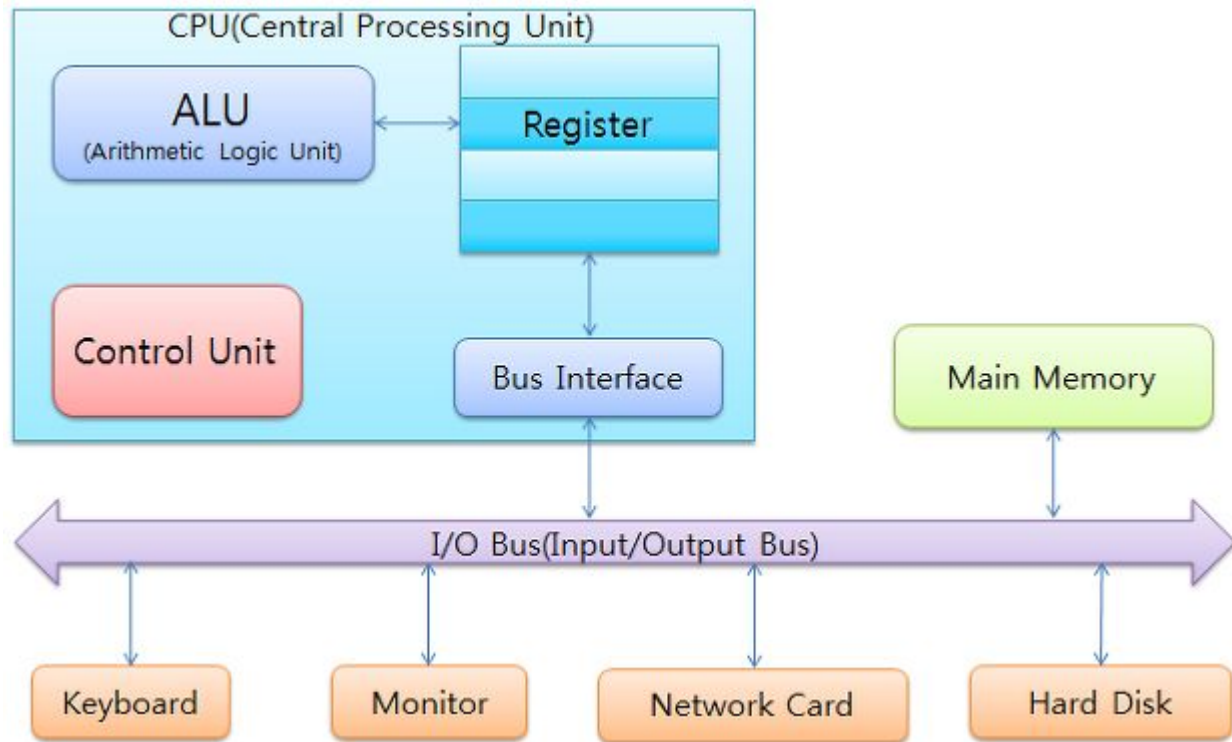 CPU(Central Processing Unit)
ALU
(Arithmetic Logic Unit)
Register
Control Unit
Bus Interface
Main Memory
I/O Bus(Input/Output Bus)
Keyboard
Monitor
Network Card
Hard Disk